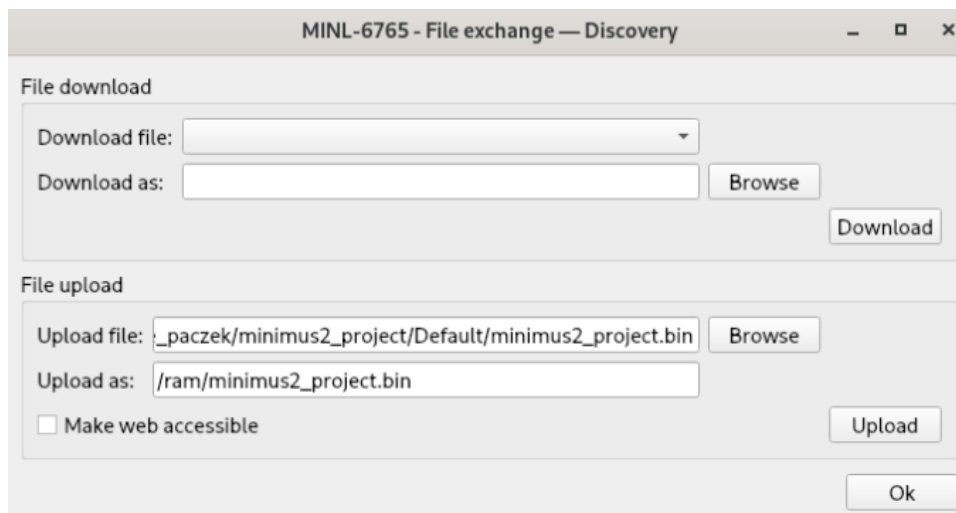 MINL-6765 - File exchange — Discovery
File download
Download file:
Download as: Browse
Download
File upload
Upload file: _paczek/minimus2_project/Default/minimus2_project.bin Browse
Upload as: /ram/minimus2_project.bin
Make web accessible Upload
Ok